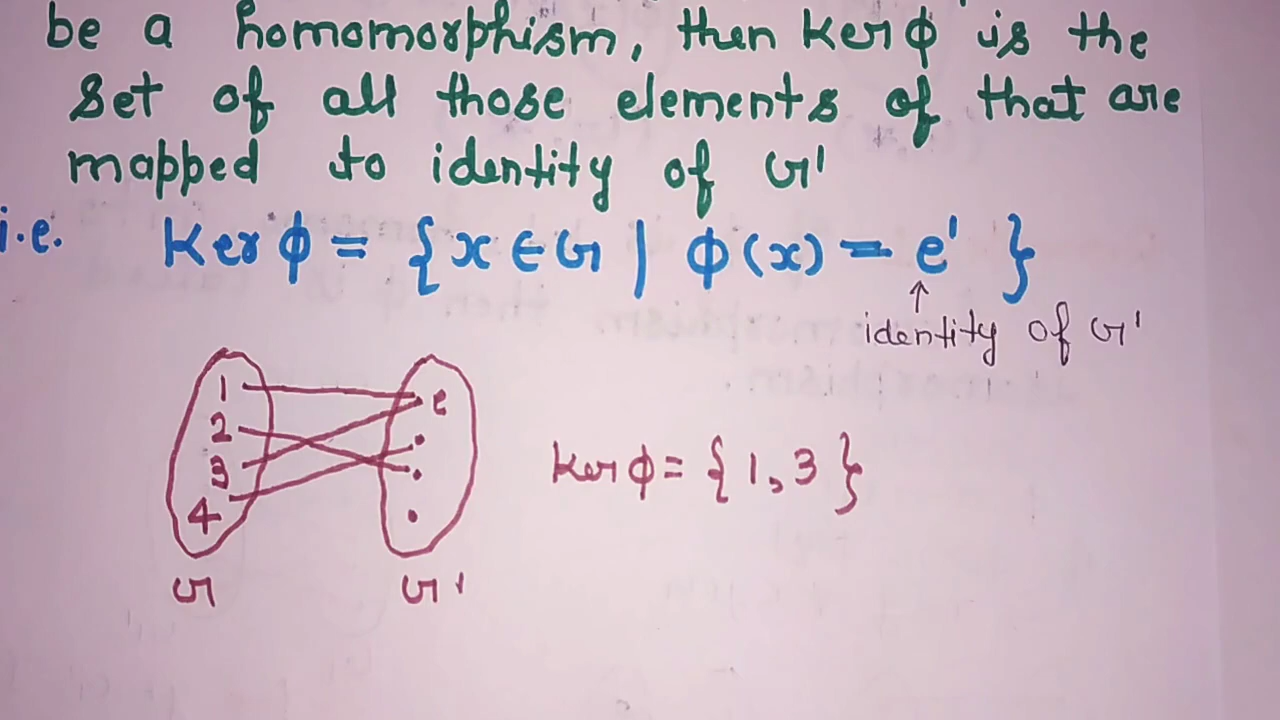 be a homomorphism, then Ker ϕ is the
set of all those elements of that are
mapped to identity of G'
i.e. Ker ϕ = {x ∈ G | ϕ(x) = e' }
↑
identity of G'
1 e
2
3
4
Ker ϕ = {1,3}
G G'